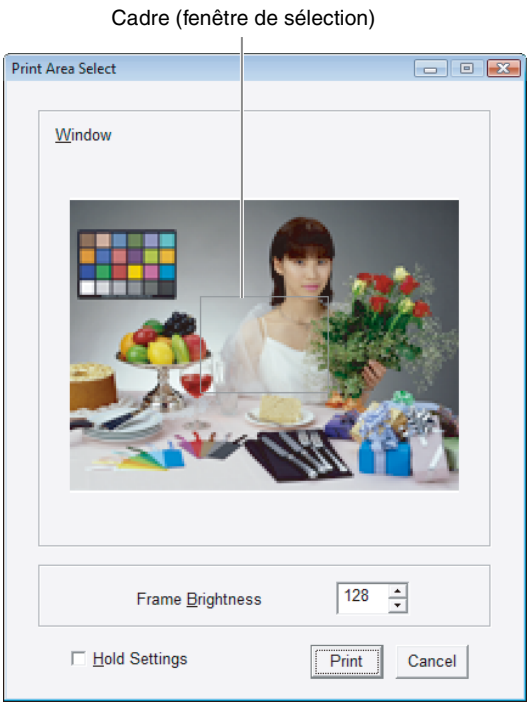 Cadre (fenêtre de sélection)
Print Area Select
Window
Frame Brightness 128
Hold Settings Print Cancel